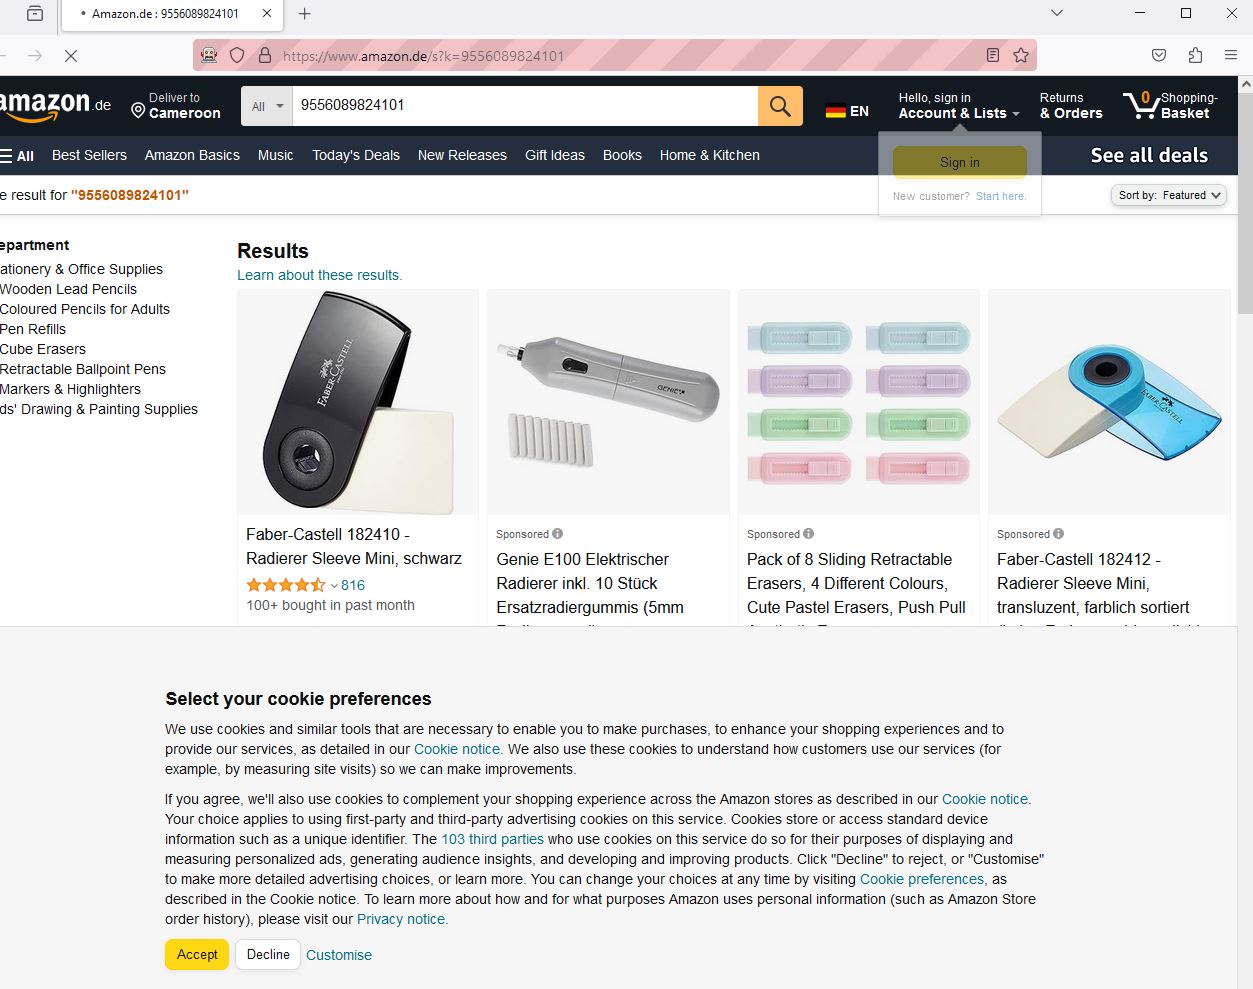 Amazon.de : 9556089824101
https://www.amazon.de/s?k=9556089824101
amazon.de
Deliver to
Cameroon
All
9556089824101
EN
Hello, sign in
Account & Lists
Returns
& Orders
0
Shopping-
Basket
All
Best Sellers
Amazon Basics
Music
Today's Deals
New Releases
Gift Ideas
Books
Home & Kitchen
See all deals
Sign in
New customer? Start here.
e result for "9556089824101"
Sort by: Featured
epartment
ationery & Office Supplies
Wooden Lead Pencils
Coloured Pencils for Adults
Pen Refills
Cube Erasers
Retractable Ballpoint Pens
Markers & Highlighters
ds' Drawing & Painting Supplies
Results
Learn about these results.
FABER-CASTELL
GENIE
FABER-CASTELL
Faber-Castell 182410 -
Radierer Sleeve Mini, schwarz
816
100+ bought in past month
Sponsored
Genie E100 Elektrischer
Radierer inkl. 10 Stück
Ersatzradiergummis (5mm
Sponsored
Pack of 8 Sliding Retractable
Erasers, 4 Different Colours,
Cute Pastel Erasers, Push Pull
Sponsored
Faber-Castell 182412 -
Radierer Sleeve Mini,
transluzent, farblich sortiert
Select your cookie preferences
We use cookies and similar tools that are necessary to enable you to make purchases, to enhance your shopping experiences and to
provide our services, as detailed in our Cookie notice. We also use these cookies to understand how customers use our services (for
example, by measuring site visits) so we can make improvements.
If you agree, we'll also use cookies to complement your shopping experience across the Amazon stores as described in our Cookie notice.
Your choice applies to using first-party and third-party advertising cookies on this service. Cookies store or access standard device
information such as a unique identifier. The 103 third parties who use cookies on this service do so for their purposes of displaying and
measuring personalized ads, generating audience insights, and developing and improving products. Click "Decline" to reject, or "Customise"
to make more detailed advertising choices, or learn more. You can change your choices at any time by visiting Cookie preferences, as
described in the Cookie notice. To learn more about how and for what purposes Amazon uses personal information (such as Amazon Store
order history), please visit our Privacy notice.
Accept
Decline
Customise